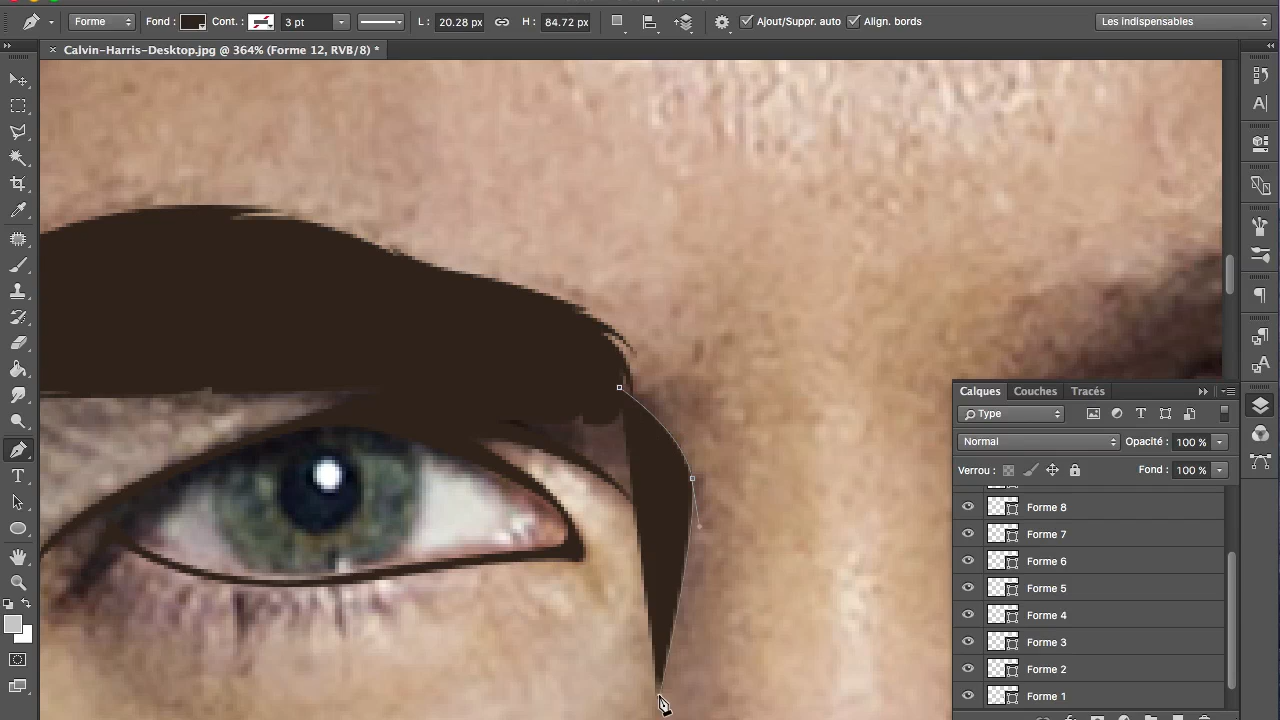 Forme Fond : Cont. : 3 pt L : 20.28 px H : 84.72 px Ajout/Suppr. auto Align. bords Les indispensables
Calvin-Harris-Desktop.jpg @ 364% (Forme 12, RVB/8) *
Calques Couches Tracés
Type
Normal Opacité : 100 %
Verrou : Fond : 100 %
Forme 8
Forme 7
Forme 6
Forme 5
Forme 4
Forme 3
Forme 2
Forme 1